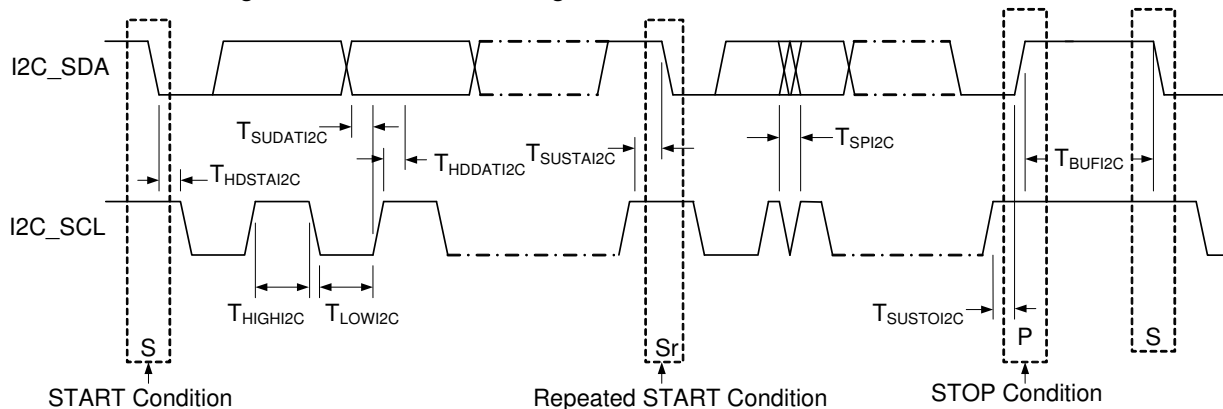 I2C_SDA
T_SUDATI2C
T_HDSTAI2C
T_HDDATI2C
T_SUSTAI2C
T_SPI2C
T_BUFI2C
I2C_SCL
T_HIGHI2C
T_LOWI2C
T_SUSTOI2C
S
Sr
P
S
START Condition
Repeated START Condition
STOP Condition